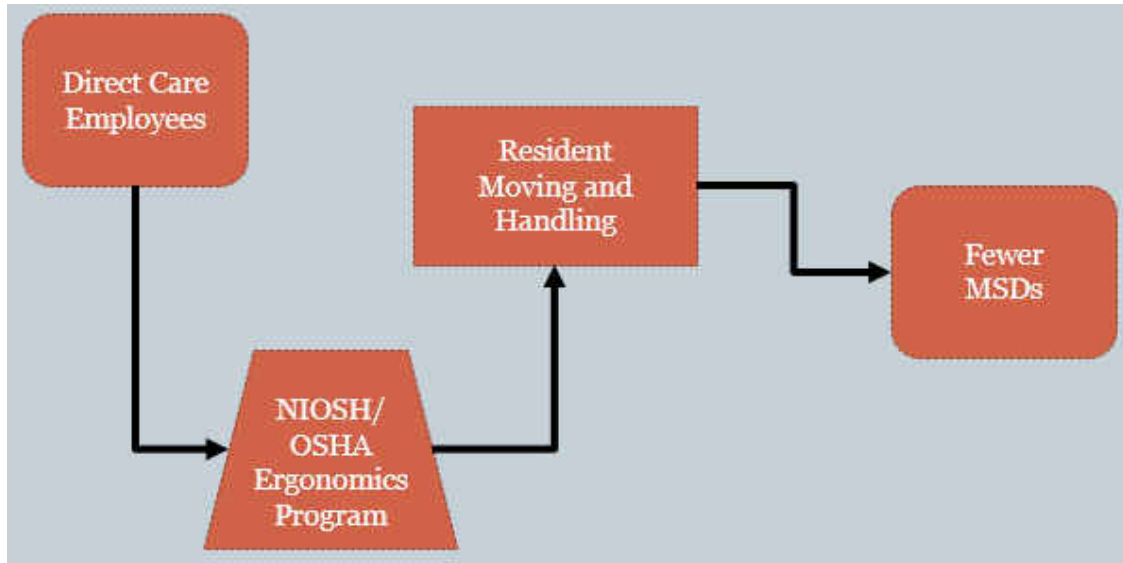 Direct Care
Employees
NIOSH/
OSHA
Ergonomics
Program
Resident
Moving and
Handling
Fewer
MSDs